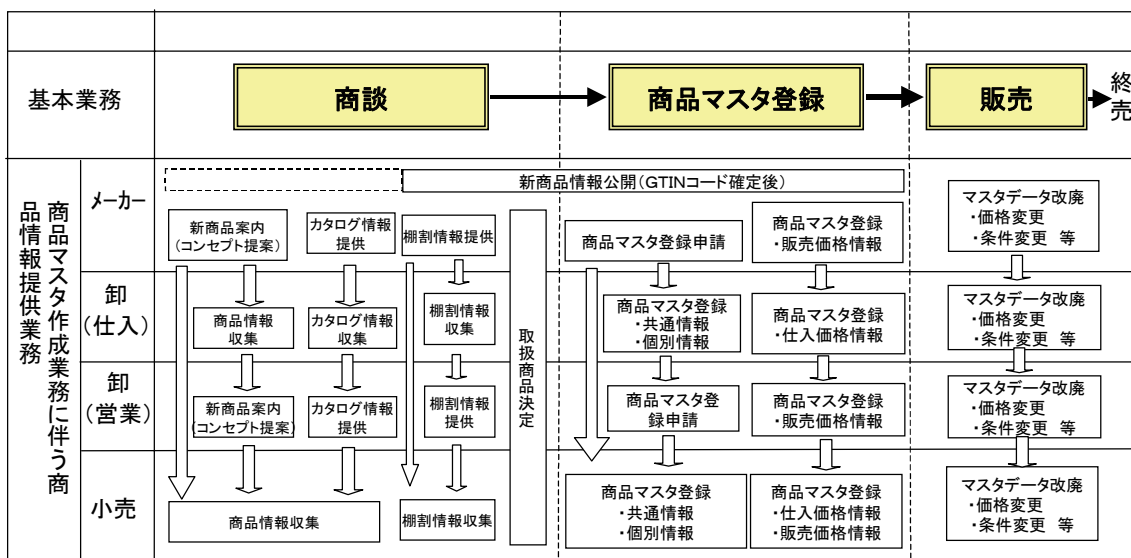 基本業務
商談
商品マスタ登録
販売
終
売
商品マスタ作成業務に伴う商
品情報提供業務
メーカー
新商品情報公開(GTINコード確定後)
新商品案内
(コンセプト提案)
カタログ情報
提供
棚割情報提供
取扱商品決定
商品マスタ登録申請
商品マスタ登録
・販売価格情報
マスタデータ改廃
・価格変更
・条件変更 等
卸
(仕入)
商品情報
収集
カタログ情報
収集
棚割情報
収集
商品マスタ登録
・共通情報
・個別情報
商品マスタ登録
・仕入価格情報
マスタデータ改廃
・価格変更
・条件変更 等
卸
(営業)
新商品案内
(コンセプト提案)
カタログ情報
提供
棚割情報
提供
商品マスタ登
録申請
商品マスタ登録
・販売価格情報
マスタデータ改廃
・価格変更
・条件変更 等
小売
商品情報収集
棚割情報収集
商品マスタ登録
・共通情報
・個別情報
商品マスタ登録
・仕入価格情報
・販売価格情報
マスタデータ改廃
・価格変更
・条件変更 等